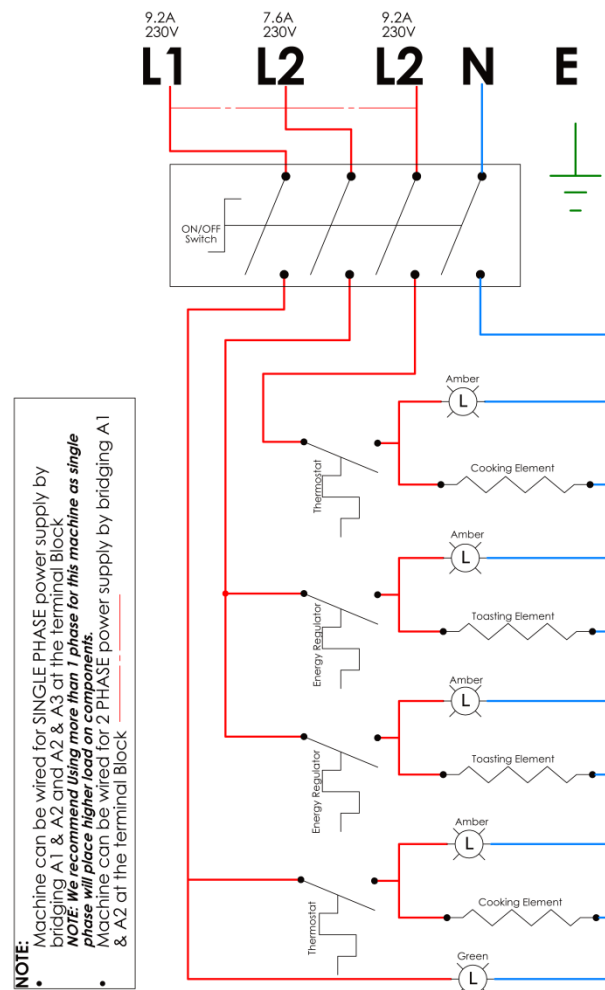 9.2A
230V
7.6A
230V
9.2A
230V
L1
L2
L2
N
E
ON/OFF
Switch
Amber
L
Thermostat
Cooking Element
Amber
L
Energy Regulator
Toasting Element
Amber
L
Energy Regulator
Toasting Element
Amber
L
Thermostat
Cooking Element
Green
L
NOTE:
• Machine can be wired for SINGLE PHASE power supply by
bridging A1 & A2 and A2 & A3 at the terminal Block
NOTE: We recommend Using more than 1 phase for this machine as single
phase will place higher load on components.
• Machine can be wired for 2 PHASE power supply by bridging A1
& A2 at the terminal Block